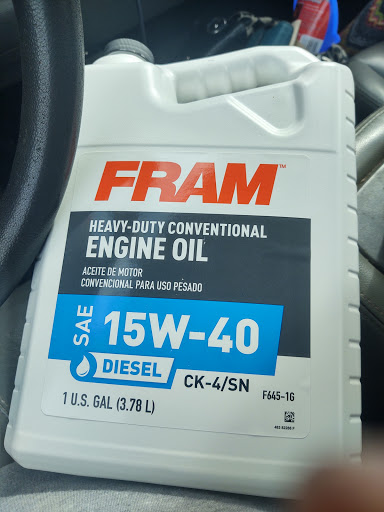 FRAM™
HEAVY-DUTY CONVENTIONAL
ENGINE OIL
ACEITE DE MOTOR
CONVENCIONAL PARA USO PESADO
SAE 15W-40
DIESEL
CK-4/SN
F645-1G
1 U.S. GAL (3.78 L)